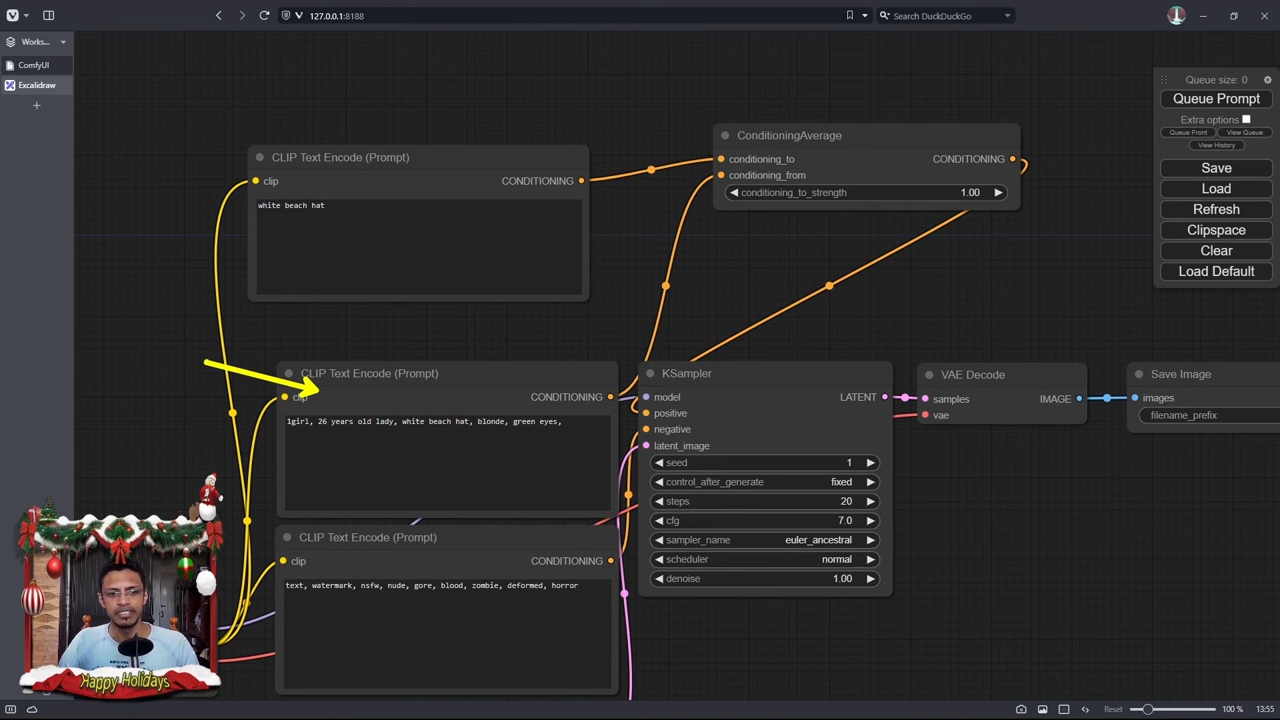 127.0.0.1:8188
Search DuckDuckGo
Works...
ComfyUI
Excalidraw
Queue size: 0
Queue Prompt
Extra options
Queue Front
View Queue
View History
Save
Load
Refresh
Clipspace
Clear
Load Default
ConditioningAverage
conditioning_to
CONDITIONING
conditioning_from
conditioning_to_strength
1.00
CLIP Text Encode (Prompt)
clip
CONDITIONING
white beach hat
CLIP Text Encode (Prompt)
clip
CONDITIONING
1girl, 26 years old lady, white beach hat, blonde, green eyes,
CLIP Text Encode (Prompt)
clip
CONDITIONING
text, watermark, nsfw, nude, gore, blood, zombie, deformed, horror
KSampler
model
LATENT
positive
negative
latent_image
seed
1
control_after_generate
fixed
steps
20
cfg
7.0
sampler_name
euler_ancestral
scheduler
normal
denoise
1.00
VAE Decode
samples
IMAGE
vae
Save Image
images
filename_prefix
Happy Holidays
Reset
100 %
13:55